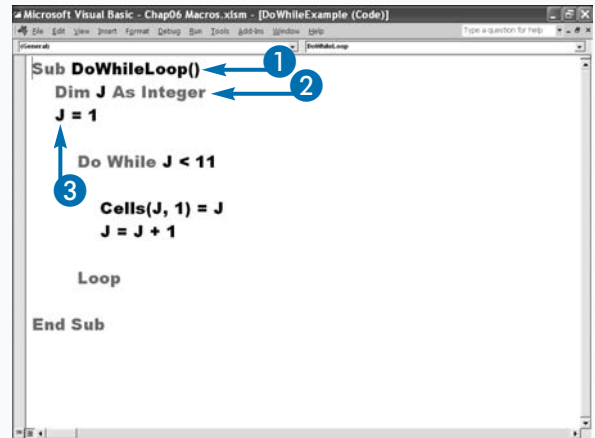 Microsoft Visual Basic - Chap06 Macros.xlsm - [DoWhileExample (Code)]
File Edit View Insert Format Debug Run Tools Add-Ins Window Help
Type a question for help
(General)
DoWhileLoop
Sub DoWhileLoop() 1
Dim J As Integer 2
J = 1
3
Do While J < 11
Cells(J, 1) = J
J = J + 1
Loop
End Sub